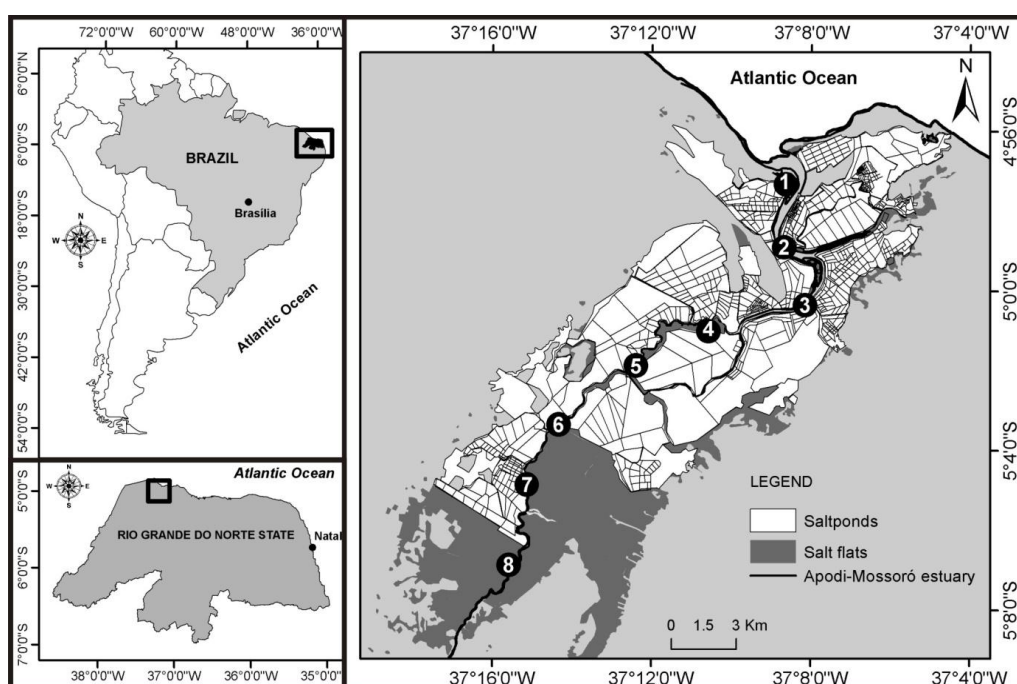 72°0'0"W
60°0'0"W
36°0'0"W
6°0'0"N
6°0'0"S
18°0'0"S
30°0'0"S
42°0'0"S
54°0'0"S
BRAZIL
Brasília
N
W
E
S
Atlantic Ocean
Atlantic Ocean
N
W
E
S
5°0'0"S
6°0'0"S
7°0'0"S
RIO GRANDE DO NORTE STATE
Natal
38°0'0"W
37°0'0"W
36°0'0"W
35°0'0"W
37°16'0"W
37°12'0"W
37°8'0"W
37°4'0"W
Atlantic Ocean
N
4°56'0"S
5°0'0"S
5°4'0"S
5°8'0"S
1
2
3
4
5
6
7
8
LEGEND
Saltponds
Salt flats
Apodi-Mossoró estuary
0 1.5 3 Km
37°16'0"W
37°12'0"W
37°8'0"W
37°4'0"W